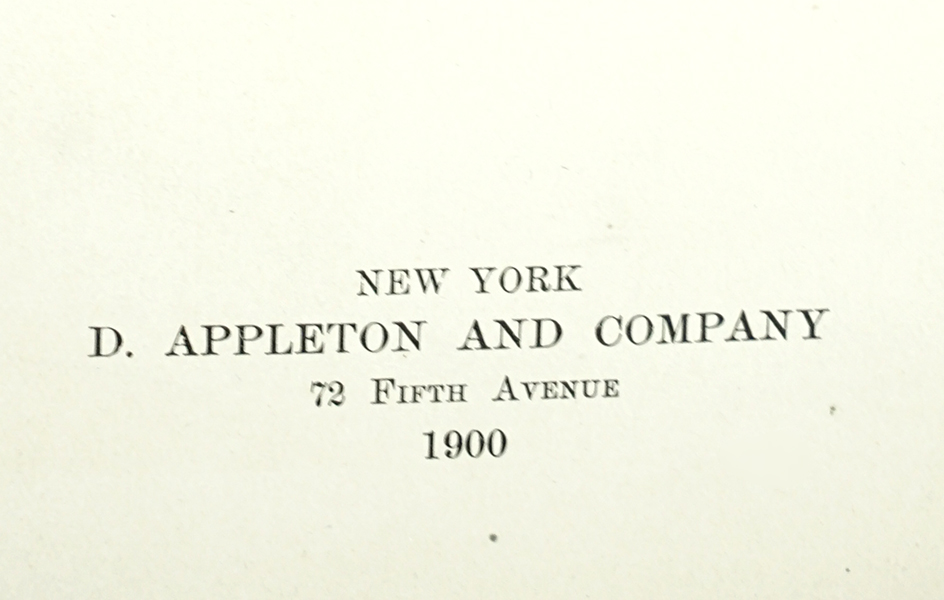 NEW YORK
D. APPLETON AND COMPANY
72 Fifth Avenue
1900